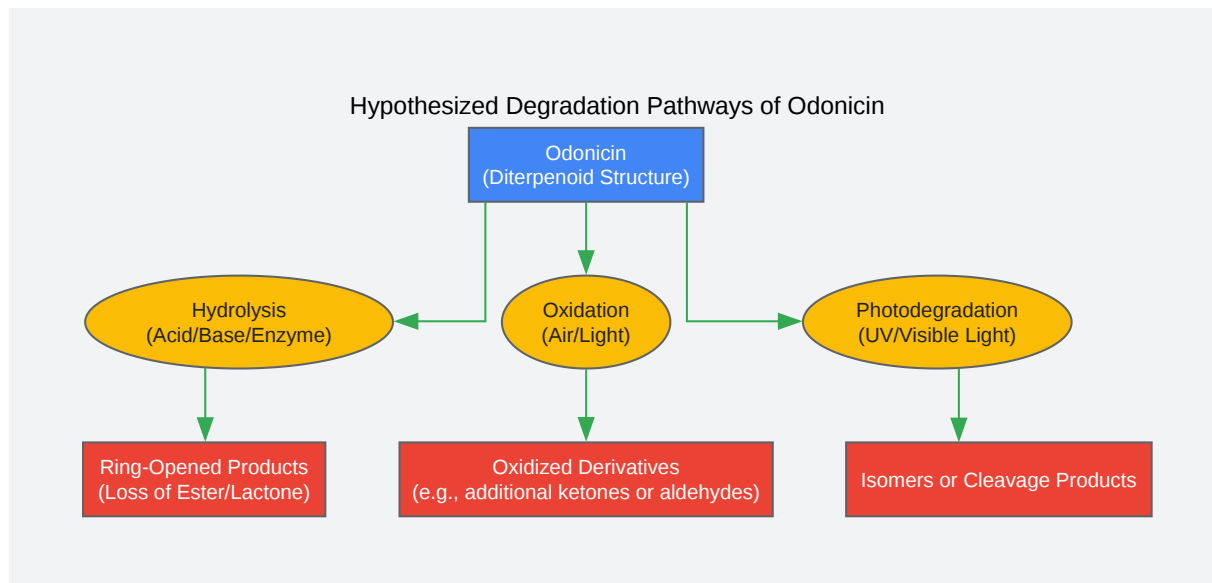 Hypothesized Degradation Pathways of Odonicin
Odonicin
(Diterpenoid Structure)
Hydrolysis
(Acid/Base/Enzyme)
Oxidation
(Air/Light)
Photodegradation
(UV/Visible Light)
Ring-Opened Products
(Loss of Ester/Lactone)
Oxidized Derivatives
(e.g., additional ketones or aldehydes)
Isomers or Cleavage Products